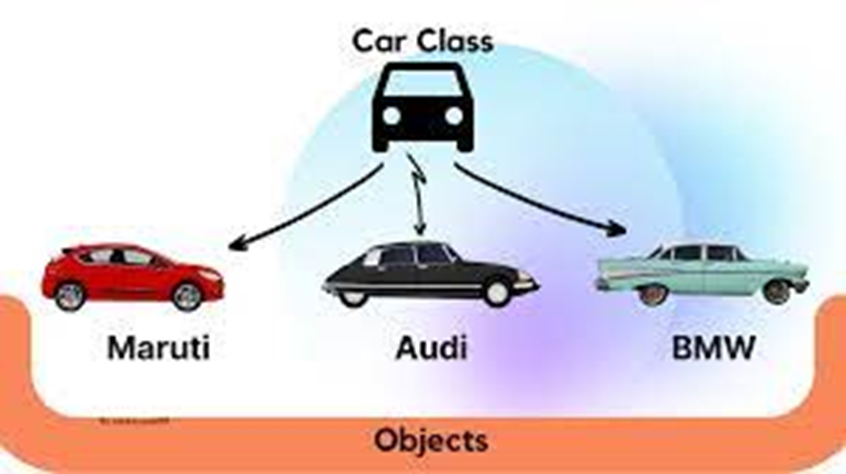 Car Class
Maruti
Audi
BMW
Objects